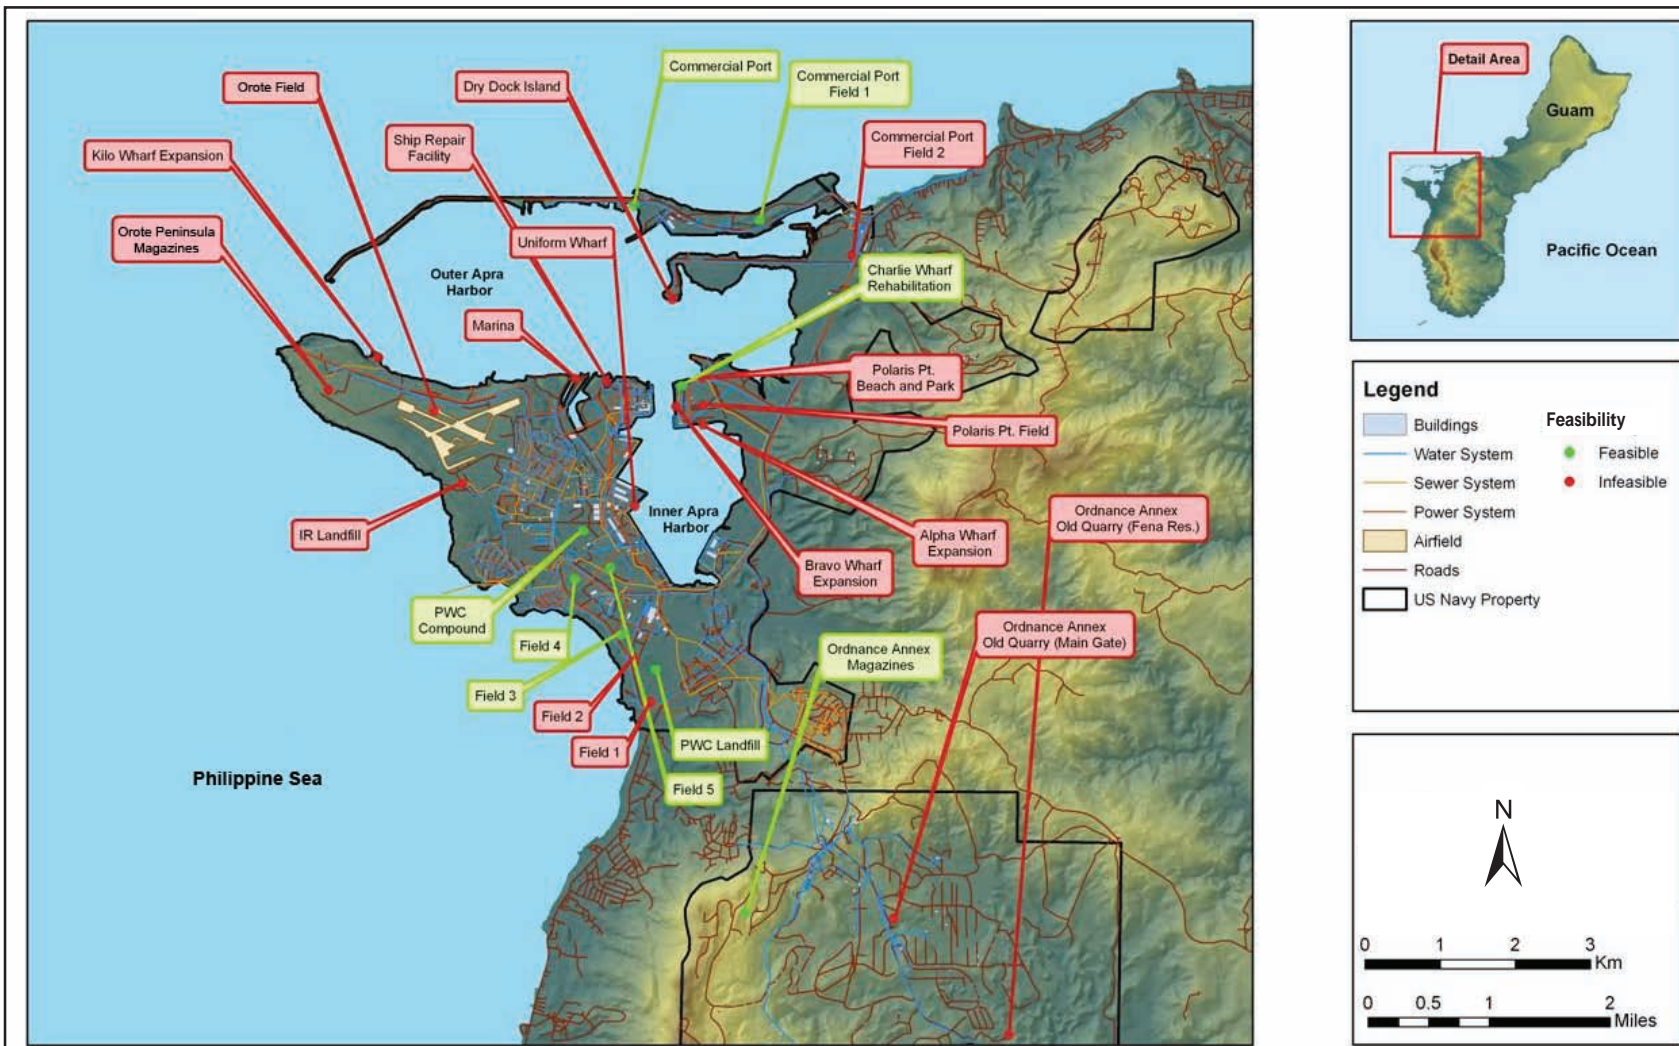 Commercial Port
Commercial Port
Field 1
Orote Field
Dry Dock Island
Ship Repair
Facility
Commercial Port
Field 2
Kilo Wharf Expansion
Orote Peninsula
Magazines
Uniform Wharf
Outer Apra
Harbor
Charlie Wharf
Rehabilitation
Marina
Polaris Pt.
Beach and Park
Polaris Pt. Field
IR Landfill
Inner Apra
Harbor
Alpha Wharf
Expansion
Bravo Wharf
Expansion
Ordnance Annex
Old Quarry (Fena Res.)
PWC
Compound
Field 4
Ordnance Annex
Old Quarry (Main Gate)
Ordnance Annex
Magazines
Field 3
Field 2
Field 1
PWC Landfill
Field 5
Philippine Sea
Detail Area
Guam
Pacific Ocean
Legend
Buildings
Water System
Sewer System
Power System
Airfield
Roads
US Navy Property
Feasibility
Feasible
Infeasible
N
0 1 2 3
Km
0 0.5 1 2
Miles